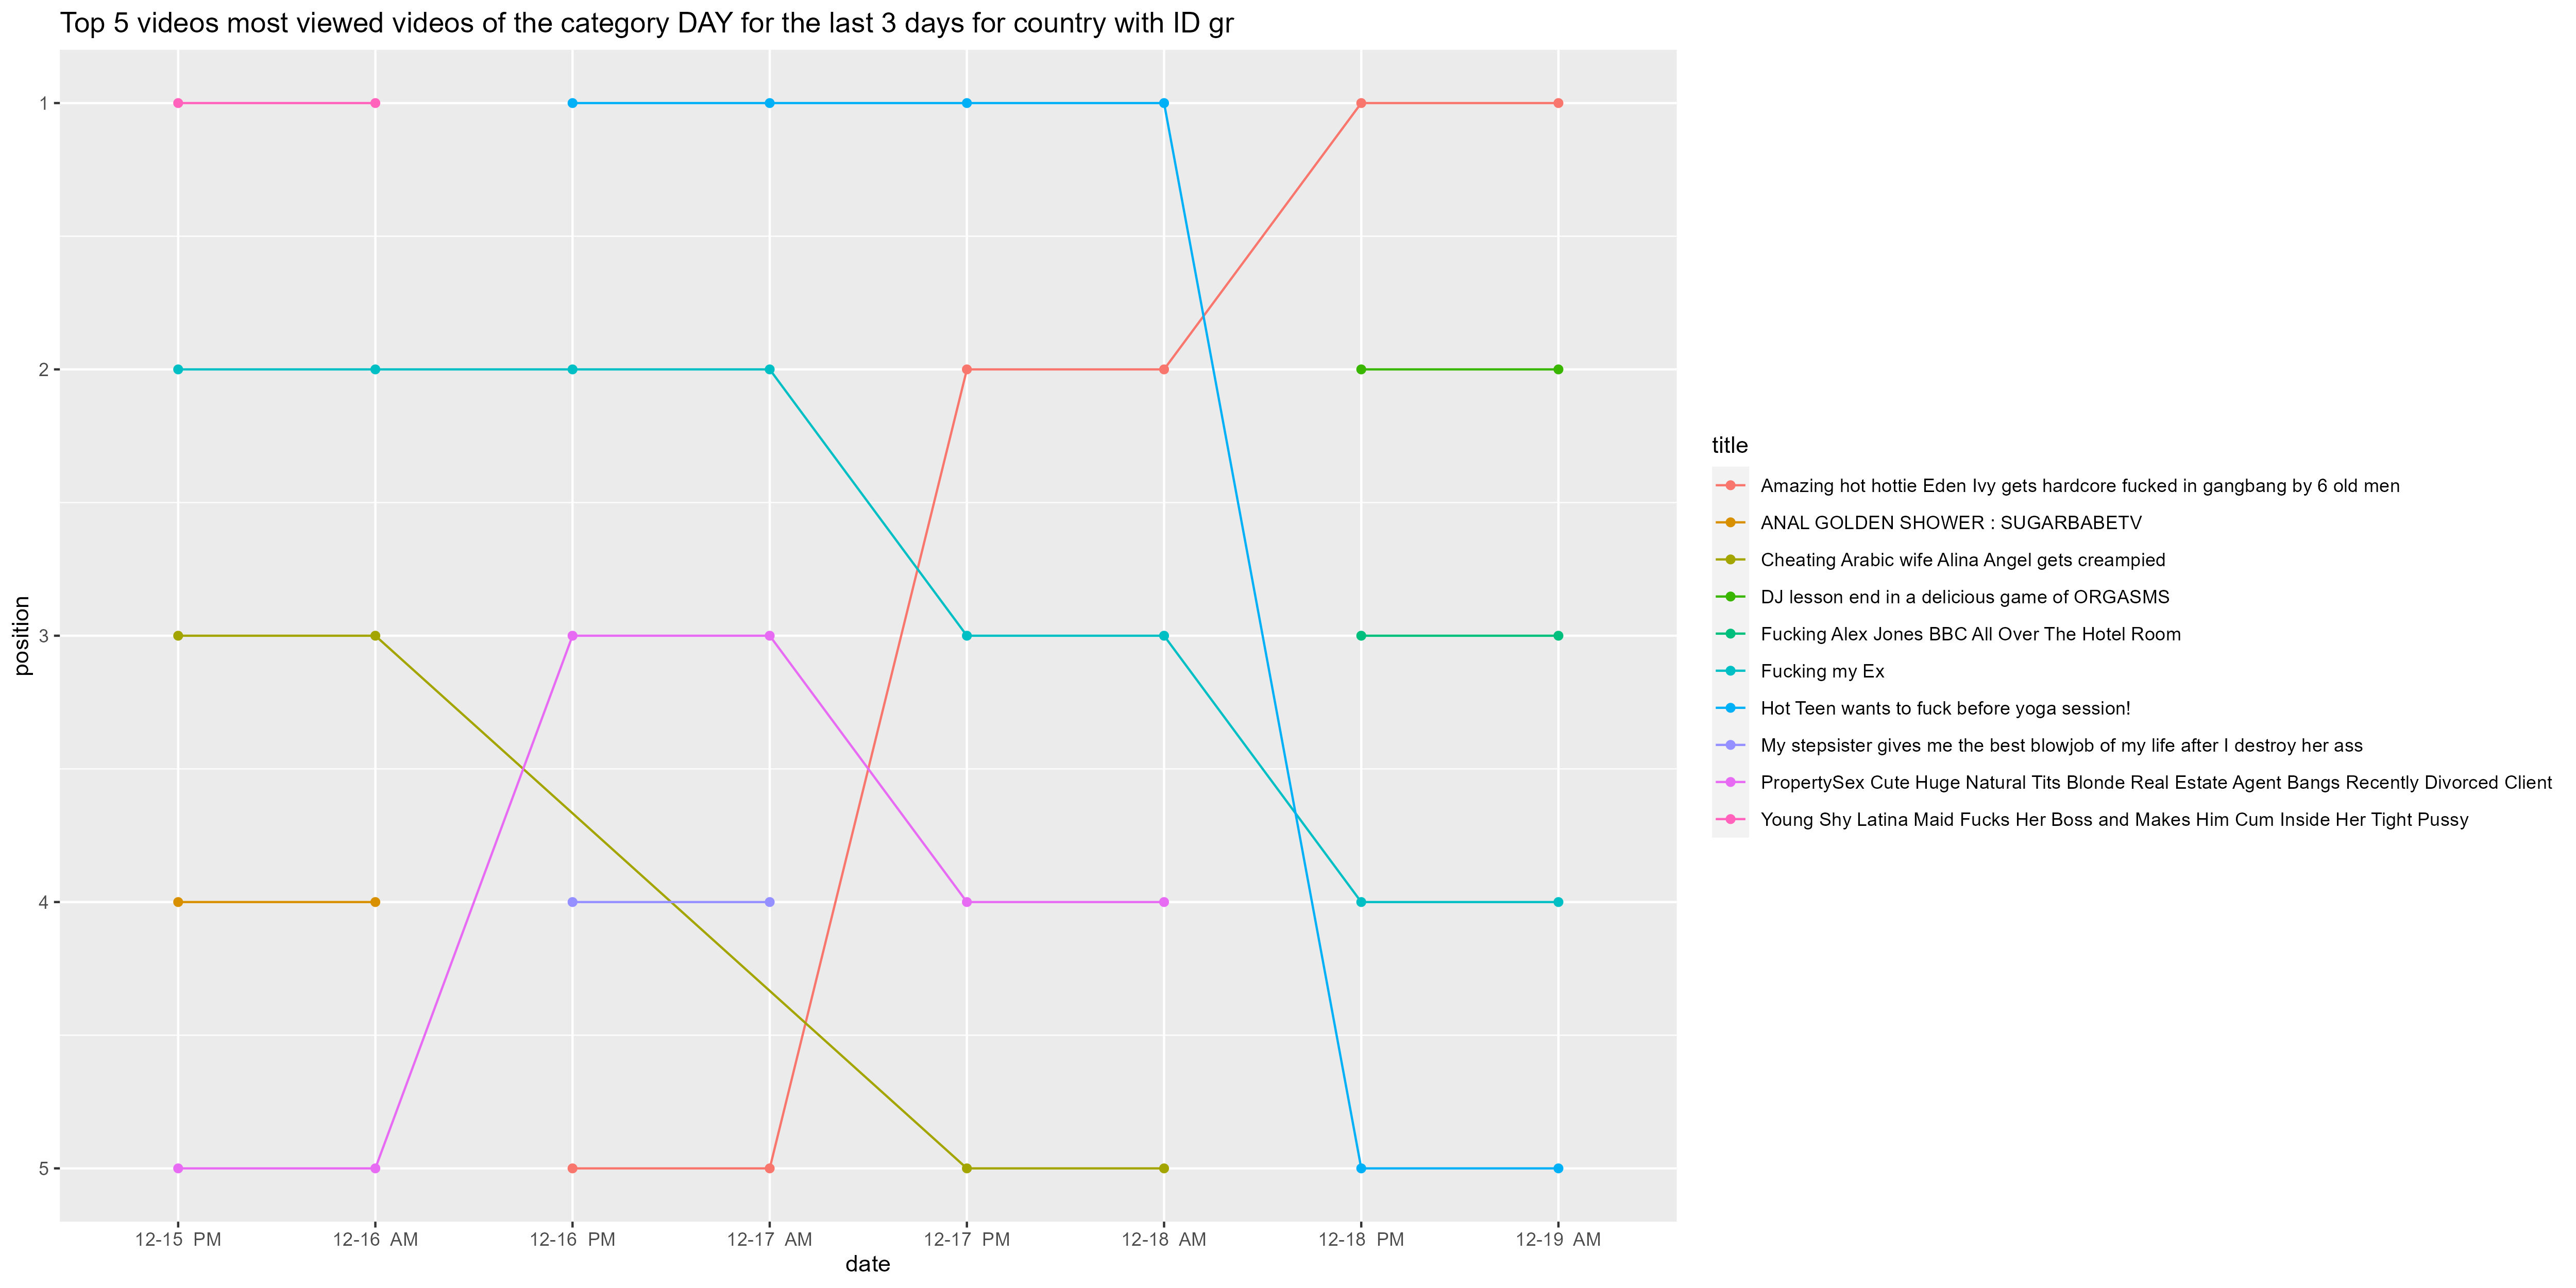 Top 5 videos most viewed videos of the category DAY for the last 3 days for country with ID gr
1
2
3
4
5
position
12-15 PM
12-16 AM
12-16 PM
12-17 AM
12-17 PM
12-18 AM
12-18 PM
12-19 AM
date
title
Amazing hot hottie Eden Ivy gets hardcore fucked in gangbang by 6 old men
ANAL GOLDEN SHOWER : SUGARBABETV
Cheating Arabic wife Alina Angel gets creampied
DJ lesson end in a delicious game of ORGASMS
Fucking Alex Jones BBC All Over The Hotel Room
Fucking my Ex
Hot Teen wants to fuck before yoga session!
My stepsister gives me the best blowjob of my life after I destroy her ass
PropertySex Cute Huge Natural Tits Blonde Real Estate Agent Bangs Recently Divorced Client
Young Shy Latina Maid Fucks Her Boss and Makes Him Cum Inside Her Tight Pussy